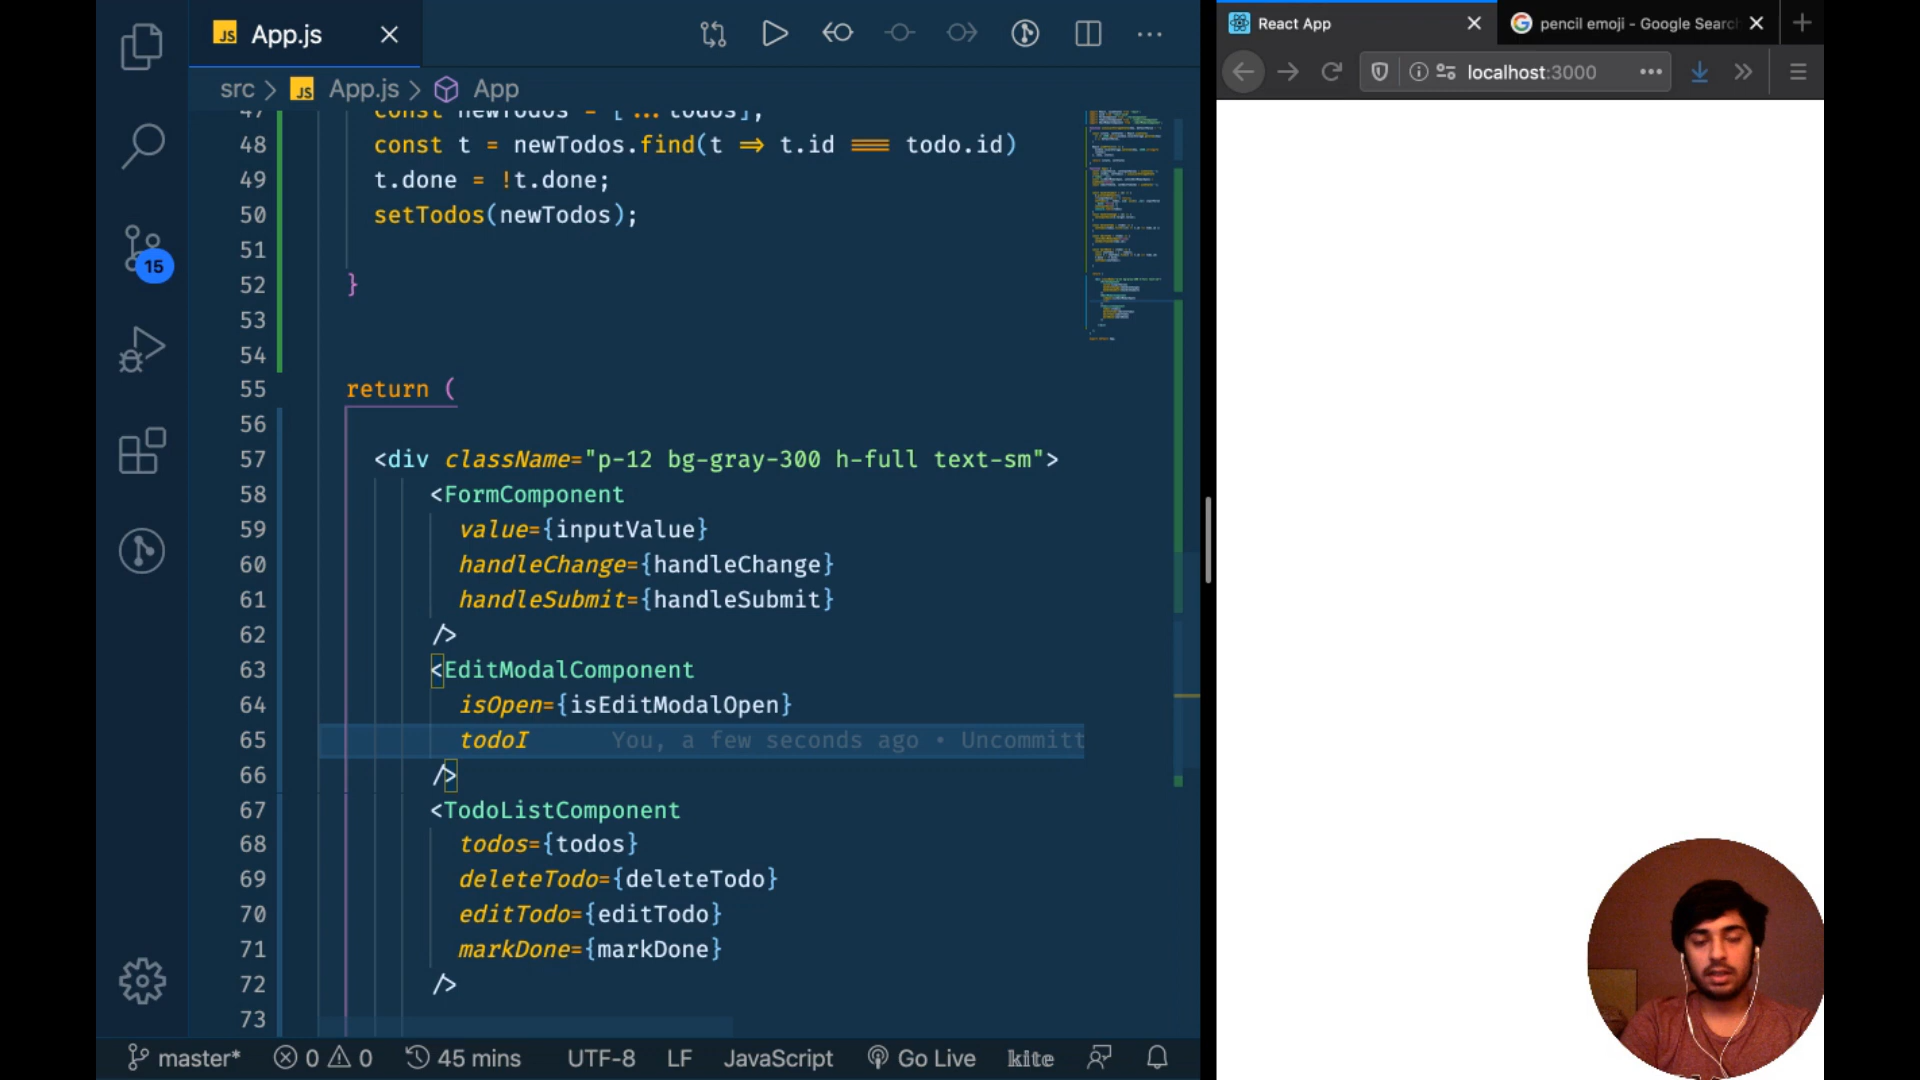 JS App.js
src > JS App.js > App
47 const newTodos = [...todos];
48 const t = newTodos.find(t => t.id === todo.id)
49 t.done = !t.done;
50 setTodos(newTodos);
51
52 }
53
54
55 return (
56
57 <div className="p-12 bg-gray-300 h-full text-sm">
58 <FormComponent
59 value={inputValue}
60 handleChange={handleChange}
61 handleSubmit={handleSubmit}
62 />
63 <EditModalComponent
64 isOpen={isEditModalOpen}
65 todoI You, a few seconds ago • Uncommitt
66 />
67 <TodoListComponent
68 todos={todos}
69 deleteTodo={deleteTodo}
70 editTodo={editTodo}
71 markDone={markDone}
72 />
73
15
master* 0 0 45 mins UTF-8 LF JavaScript Go Live kite
React App
pencil emoji - Google Searc
localhost:3000